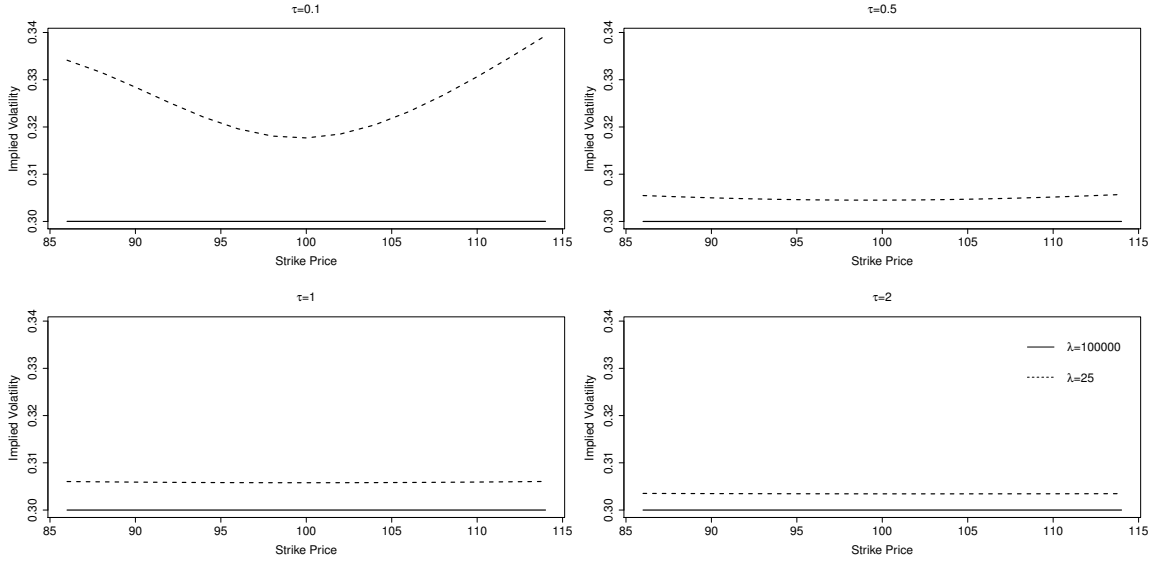 τ=0.1
0.34
0.33
0.32
0.31
0.30
Implied Volatility
85 90 95 100 105 110 115
Strike Price
τ=0.5
0.34
0.33
0.32
0.31
0.30
Implied Volatility
85 90 95 100 105 110 115
Strike Price
τ=1
0.34
0.33
0.32
0.31
0.30
Implied Volatility
85 90 95 100 105 110 115
Strike Price
τ=2
0.34
0.33
0.32
0.31
0.30
Implied Volatility
λ=100000
λ=25
85 90 95 100 105 110 115
Strike Price